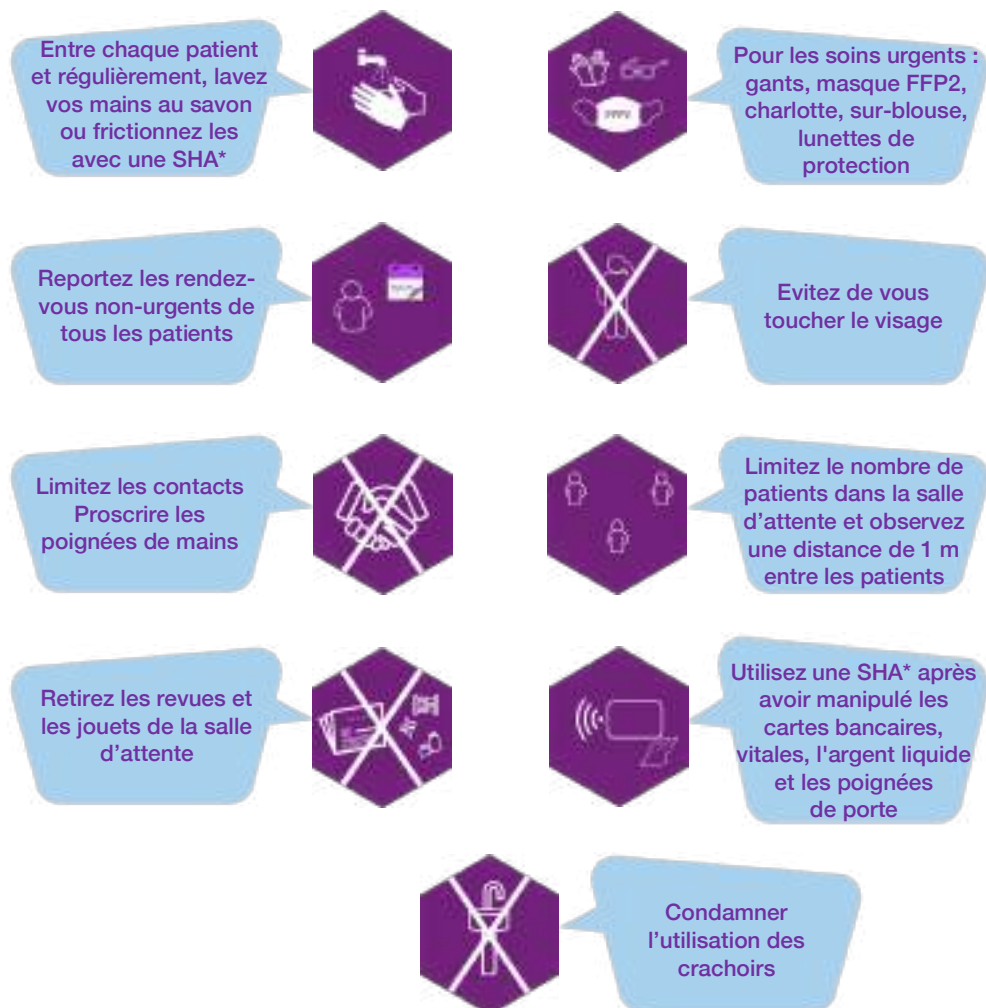 Entre chaque patient
et régulièrement, lavez
vos mains au savon
ou frictionnez les
avec une SHA*
Pour les soins urgents :
gants, masque FFP2,
charlotte, sur-blouse,
lunettes de
protection
FFP2
Reportez les rendez-
vous non-urgents de
tous les patients
Evitez de vous
toucher le visage
Limitez les contacts
Proscrire les
poignées de mains
Limitez le nombre de
patients dans la salle
d'attente et observez
une distance de 1 m
entre les patients
Retirez les revues et
les jouets de la salle
d'attente
Utilisez une SHA* après
avoir manipulé les
cartes bancaires,
vitales, l'argent liquide
et les poignées
de porte
Condamner
l'utilisation des
crachoirs